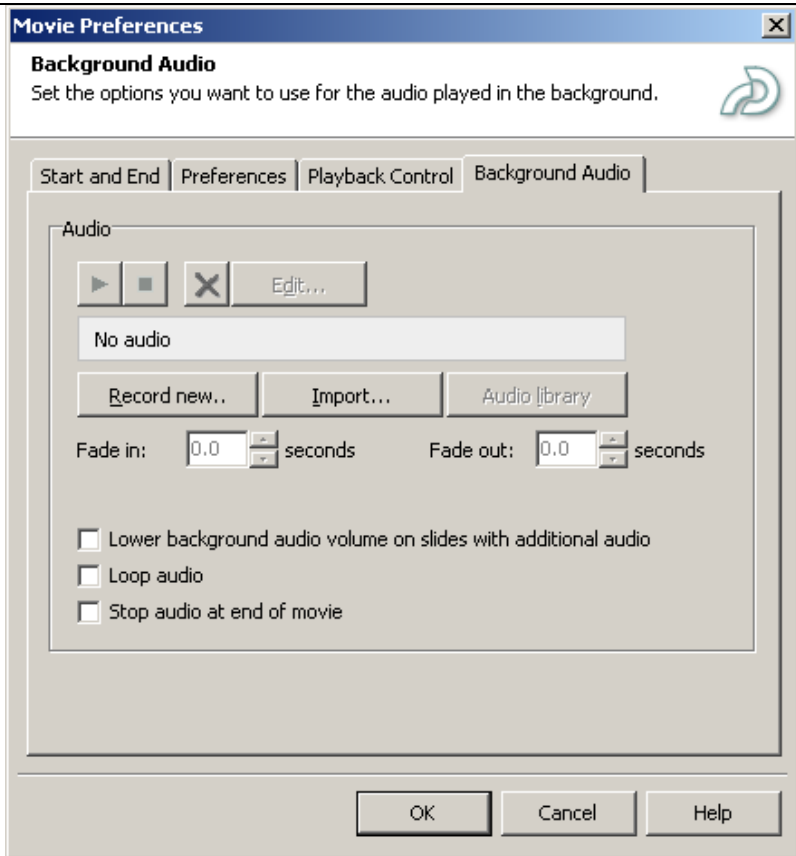 Movie Preferences
Background Audio
Set the options you want to use for the audio played in the background.
Start and End Preferences Playback Control Background Audio
Audio
Edit...
No audio
Record new.. Import... Audio library
Fade in: 0.0 seconds Fade out: 0.0 seconds
Lower background audio volume on slides with additional audio
Loop audio
Stop audio at end of movie
OK Cancel Help